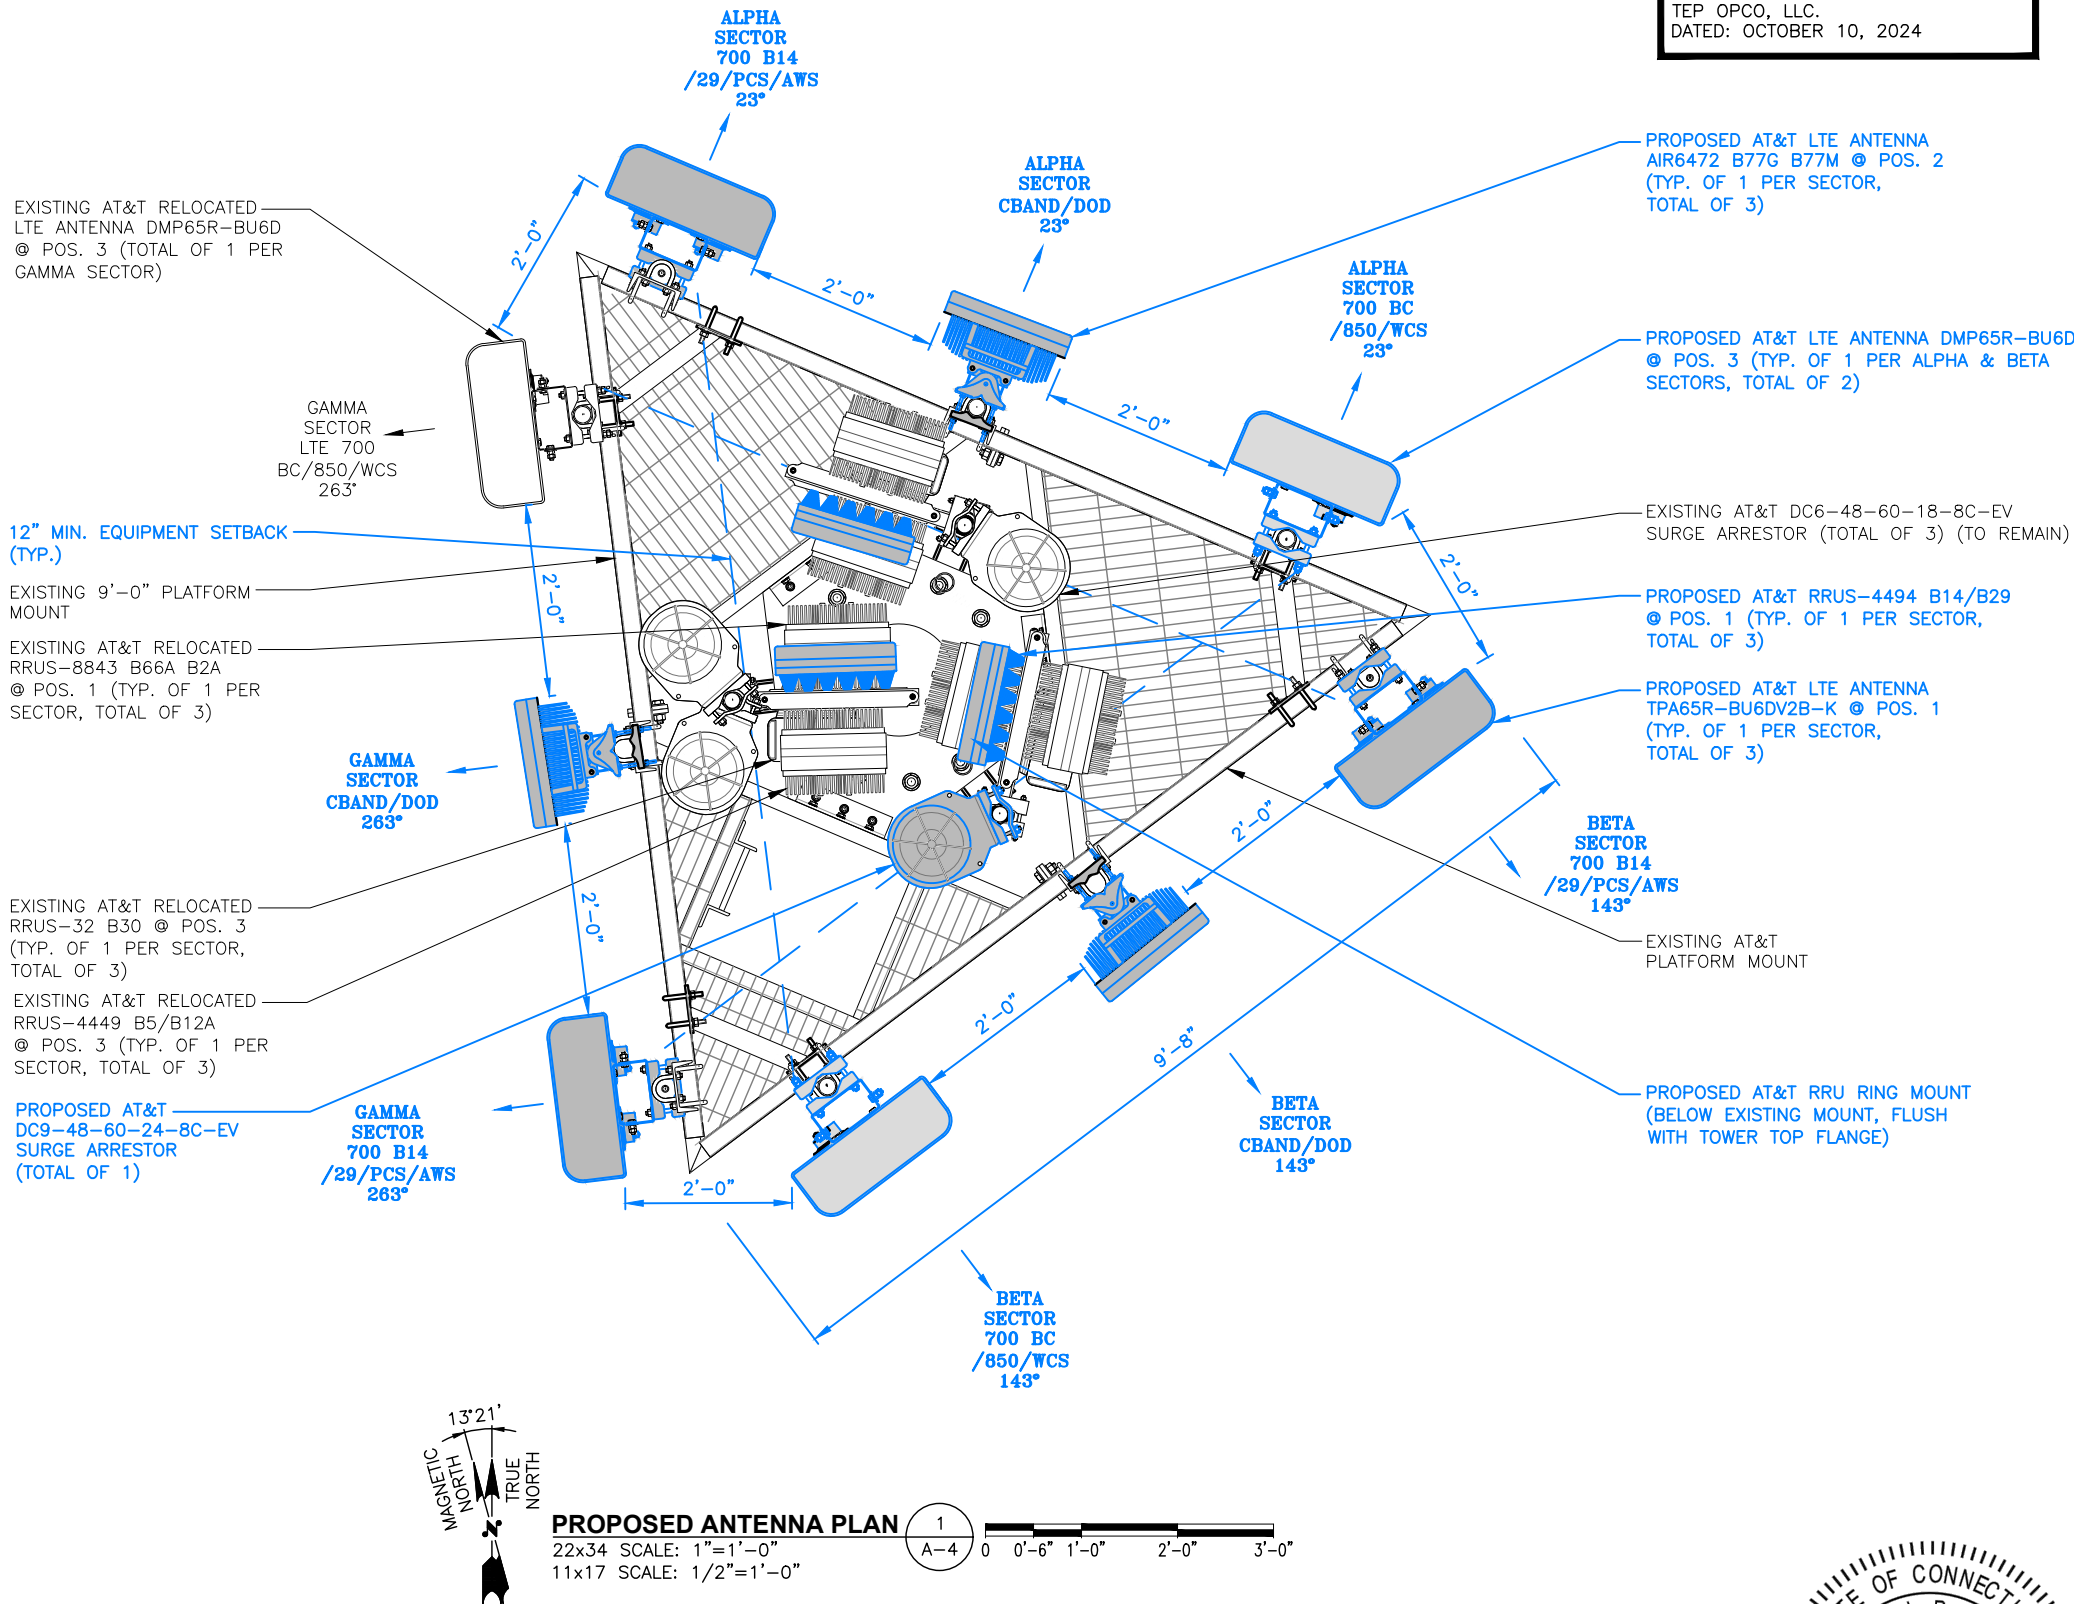 TEP OPCO, LLC.
DATED: OCTOBER 10, 2024
ALPHA
SECTOR
700 B14
/29/PCS/AWS
23°
ALPHA
SECTOR
CBAND/DOD
23°
ALPHA
SECTOR
700 BC
/850/WCS
23°
EXISTING AT&T RELOCATED
LTE ANTENNA DMP65R-BU6D
@ POS. 3 (TOTAL OF 1 PER
GAMMA SECTOR)
GAMMA
SECTOR
LTE 700
BC/850/WCS
263°
12" MIN. EQUIPMENT SETBACK
(TYP.)
EXISTING 9'-0" PLATFORM
MOUNT
EXISTING AT&T RELOCATED
RRUS-8843 B66A B2A
@ POS. 1 (TYP. OF 1 PER
SECTOR, TOTAL OF 3)
GAMMA
SECTOR
CBAND/DOD
263°
EXISTING AT&T RELOCATED
RRUS-32 B30 @ POS. 3
(TYP. OF 1 PER SECTOR,
TOTAL OF 3)
EXISTING AT&T RELOCATED
RRUS-4449 B5/B12A
@ POS. 3 (TYP. OF 1 PER
SECTOR, TOTAL OF 3)
PROPOSED AT&T
DC9-48-60-24-8C-EV
SURGE ARRESTOR
(TOTAL OF 1)
GAMMA
SECTOR
700 B14
/29/PCS/AWS
263°
2'-0"
2'-0"
2'-0"
2'-0"
2'-0"
2'-0"
2'-0"
2'-0"
2'-0"
9'-8"
PROPOSED AT&T LTE ANTENNA
AIR6472 B77G B77M @ POS. 2
(TYP. OF 1 PER SECTOR,
TOTAL OF 3)
PROPOSED AT&T LTE ANTENNA DMP65R-BU6D
@ POS. 3 (TYP. OF 1 PER ALPHA & BETA
SECTORS, TOTAL OF 2)
EXISTING AT&T DC6-48-60-18-8C-EV
SURGE ARRESTOR (TOTAL OF 3) (TO REMAIN)
PROPOSED AT&T RRUS-4494 B14/B29
@ POS. 1 (TYP. OF 1 PER SECTOR,
TOTAL OF 3)
PROPOSED AT&T LTE ANTENNA
TPA65R-BU6DV2B-K @ POS. 1
(TYP. OF 1 PER SECTOR,
TOTAL OF 3)
BETA
SECTOR
700 B14
/29/PCS/AWS
143°
EXISTING AT&T
PLATFORM MOUNT
BETA
SECTOR
CBAND/DOD
143°
PROPOSED AT&T RRU RING MOUNT
(BELOW EXISTING MOUNT, FLUSH
WITH TOWER TOP FLANGE)
BETA
SECTOR
700 BC
/850/WCS
143°
13°21'
MAGNETIC
NORTH
TRUE
NORTH
N
PROPOSED ANTENNA PLAN
22x34 SCALE: 1"=1'-0"
11x17 SCALE: 1/2"=1'-0"
1
A-4
0 0'-6" 1'-0" 2'-0" 3'-0"
OF CONNECT